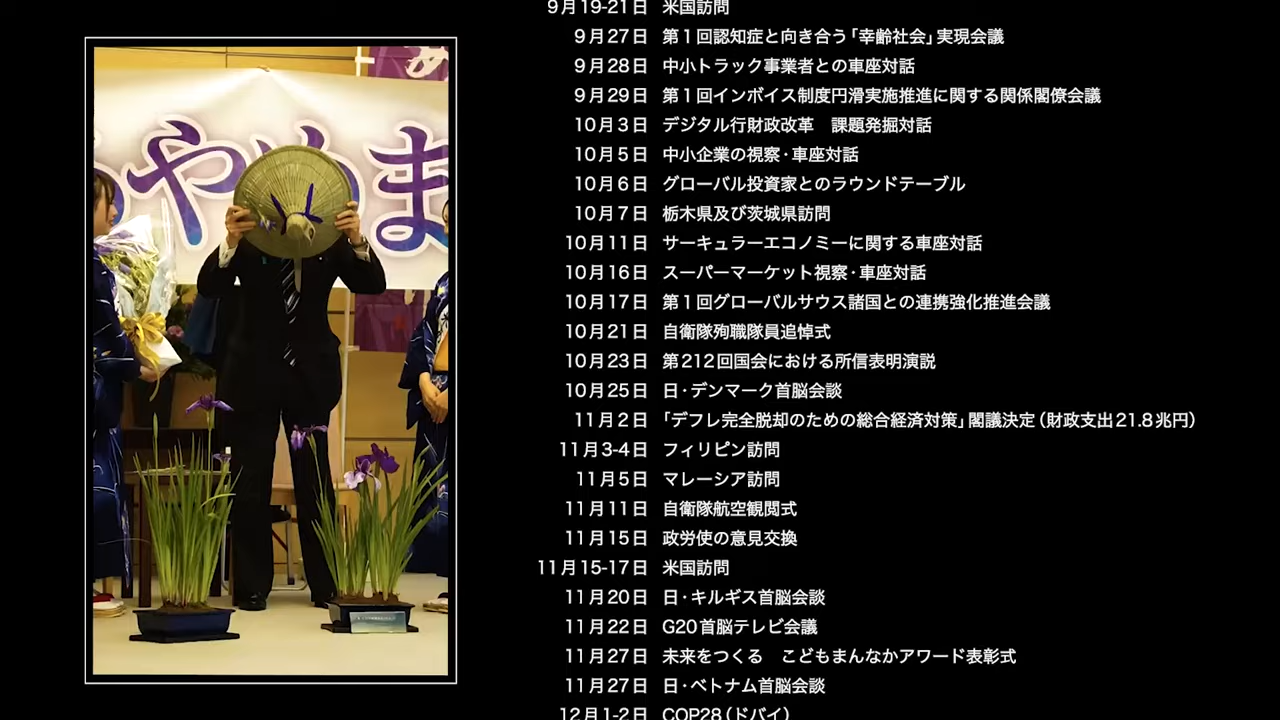 あ
あやめま
9月19-21日 米国訪問
9月27日 第1回認知症と向き合う「幸齢社会」実現会議
9月28日 中小トラック事業者との車座対話
9月29日 第1回インボイス制度円滑実施推進に関する関係閣僚会議
10月3日 デジタル行財政改革　課題発掘対話
10月5日 中小企業の視察・車座対話
10月6日 グローバル投資家とのラウンドテーブル
10月7日 栃木県及び茨城県訪問
10月11日 サーキュラーエコノミーに関する車座対話
10月16日 スーパーマーケット視察・車座対話
10月17日 第1回グローバルサウス諸国との連携強化推進会議
10月21日 自衛隊殉職隊員追悼式
10月23日 第212回国会における所信表明演説
10月25日 日・デンマーク首脳会談
11月2日 「デフレ完全脱却のための総合経済対策」閣議決定（財政支出21.8兆円）
11月3-4日 フィリピン訪問
11月5日 マレーシア訪問
11月11日 自衛隊航空観閲式
11月15日 政労使の意見交換
11月15-17日 米国訪問
11月20日 日・キルギス首脳会談
11月22日 G20首脳テレビ会議
11月27日 未来をつくる　こどもまんなかアワード表彰式
11月27日 日・ベトナム首脳会談
12月1-2日 COP28（ドバイ）